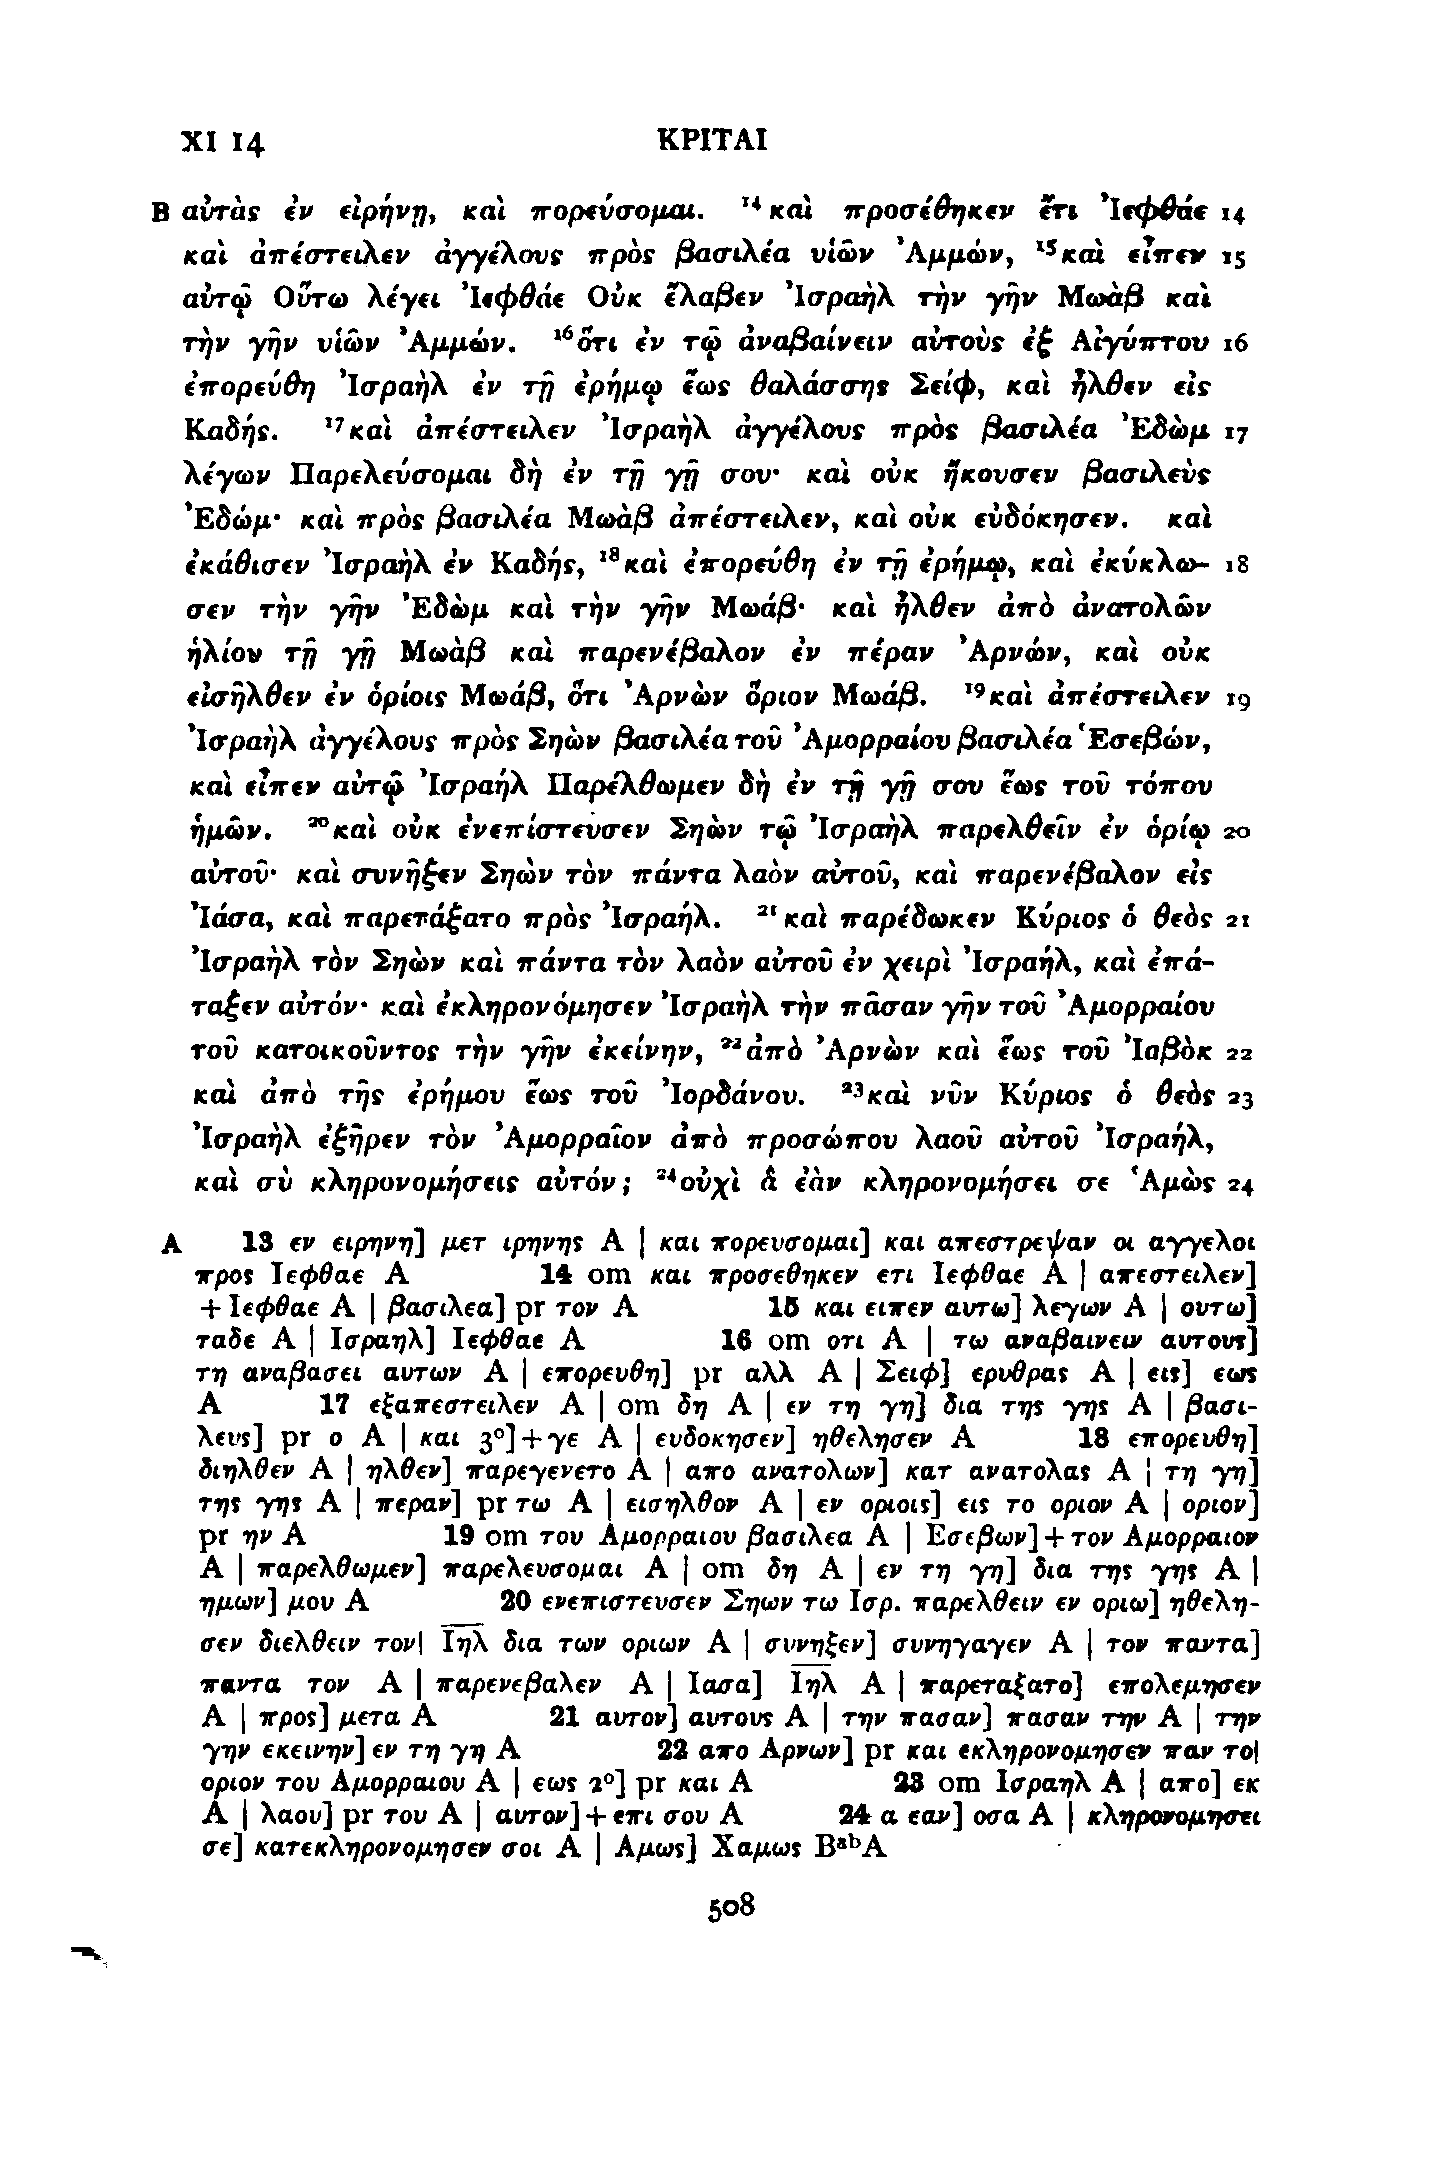 XI 14 ΚΡΙΤΑΙ
B αὐτὰς ἐν εἰρήνῃ, καὶ πορεύσομαι. ¹⁴καὶ προσέθηκεν ἔτι Ἰεφθάε 14
καὶ ἀπέστειλεν ἀγγέλους πρὸς βασιλέα υἱῶν Ἀμμών, ¹⁵καὶ εἶπεν 15
αὐτῷ Οὕτω λέγει Ἰεφθάε Οὐκ ἔλαβεν Ἰσραὴλ τὴν γῆν Μωὰβ καὶ
τὴν γῆν υἱῶν Ἀμμών. ¹⁶ὅτι ἐν τῷ ἀναβαίνειν αὐτοὺς ἐξ Αἰγύπτου 16
ἐπορεύθη Ἰσραὴλ ἐν τῇ ἐρήμῳ ἕως θαλάσσης Σείφ, καὶ ἦλθεν εἰς
Καδής. ¹⁷καὶ ἀπέστειλεν Ἰσραὴλ ἀγγέλους πρὸς βασιλέα Ἐδὼμ 17
λέγων Παρελεύσομαι δὴ ἐν τῇ γῇ σου· καὶ οὐκ ἤκουσεν βασιλεὺς
Ἐδώμ· καὶ πρὸς βασιλέα Μωὰβ ἀπέστειλεν, καὶ οὐκ εὐδόκησεν. καὶ
ἐκάθισεν Ἰσραὴλ ἐν Καδής, ¹⁸καὶ ἐπορεύθη ἐν τῇ ἐρήμῳ, καὶ ἐκύκλω- 18
σεν τὴν γῆν Ἐδὼμ καὶ τὴν γῆν Μωάβ· καὶ ἦλθεν ἀπὸ ἀνατολῶν
ἡλίου τῇ γῇ Μωὰβ καὶ παρενέβαλον ἐν πέραν Ἀρνών, καὶ οὐκ
εἰσῆλθεν ἐν ὁρίοις Μωάβ, ὅτι Ἀρνὼν ὅριον Μωάβ. ¹⁹καὶ ἀπέστειλεν 19
Ἰσραὴλ ἀγγέλους πρὸς Σηὼν βασιλέα τοῦ Ἀμορραίου βασιλέα Ἑσεβών,
καὶ εἶπεν αὐτῷ Ἰσραήλ Παρέλθωμεν δὴ ἐν τῇ γῇ σου ἕως τοῦ τόπου
ἡμῶν. ²⁰καὶ οὐκ ἐνεπίστευσεν Σηὼν τῷ Ἰσραὴλ παρελθεῖν ἐν ὁρίῳ 20
αὐτοῦ· καὶ συνῆξεν Σηὼν τὸν πάντα λαὸν αὐτοῦ, καὶ παρενέβαλον εἰς
Ἰάσα, καὶ παρετάξατο πρὸς Ἰσραήλ. ²¹καὶ παρέδωκεν Κύριος ὁ θεὸς 21
Ἰσραὴλ τὸν Σηὼν καὶ πάντα τὸν λαὸν αὐτοῦ ἐν χειρὶ Ἰσραήλ, καὶ ἐπά-
ταξεν αὐτόν· καὶ ἐκληρονόμησεν Ἰσραὴλ τὴν πᾶσαν γῆν τοῦ Ἀμορραίου
τοῦ κατοικοῦντος τὴν γῆν ἐκείνην, ²²ἀπὸ Ἀρνὼν καὶ ἕως τοῦ Ἰαβὸκ 22
καὶ ἀπὸ τῆς ἐρήμου ἕως τοῦ Ἰορδάνου. ²³καὶ νῦν Κύριος ὁ θεὸς 23
Ἰσραὴλ ἐξῆρεν τὸν Ἀμορραῖον ἀπὸ προσώπου λαοῦ αὐτοῦ Ἰσραήλ,
καὶ σὺ κληρονομήσεις αὐτόν; ²⁴οὐχὶ ἃ ἐὰν κληρονομήσει σε Ἁμὼς 24
A 13 εν ειρηνη] μετ ιρηνης A | και πορευσομαι] και απεστρεψαν οι αγγελοι
προς Ιεφθαε A 14 om και προσεθηκεν ετι Ιεφθαε A | απεστειλεν]
+ Ιεφθαε A | βασιλεα] pr τον A 15 και ειπεν αυτω] λεγων A | ουτω]
ταδε A | Ισραηλ] Ιεφθαε A 16 om οτι A | τω αναβαινειν αυτους]
τη αναβασει αυτων A | επορευθη] pr αλλ A | Σειφ] ερυθρας A | εις] εως
A 17 εξαπεστειλεν A | om δη A | εν τη γη] δια της γης A | βασι-
λευς] pr ο A | και 3°]+γε A | ευδοκησεν] ηθελησεν A 18 επορευθη]
διηλθεν A | ηλθεν] παρεγενετο A | απο ανατολων] κατ ανατολας A | τη γη]
της γης A | περαν] pr τω A | εισηλθον A | εν οριοις] εις το οριον A | οριον]
pr ην A 19 om του Αμορραιου βασιλεα A | Εσεβων]+τον Αμορραιον
A | παρελθωμεν] παρελευσομαι A | om δη A | εν τη γη] δια της γης A |
ημων] μου A 20 ενεπιστευσεν Σηων τω Ισρ. παρελθειν εν οριω] ηθελη-
σεν διελθειν τον| Ι̅η̅λ̅ δια των οριων A | συνηξεν] συνηγαγεν A | τον παντα]
παντα τον A | παρενεβαλεν A | Ιασα] Ι̅η̅λ̅ A | παρεταξατο] επολεμησεν
A | προς] μετα A 21 αυτον] αυτους A | την πασαν] πασαν την A | την
γην εκεινην] εν τη γη A 22 απο Αρνων] pr και εκληρονομησεν παν το|
οριον του Αμορραιου A | εως 2°] pr και A 23 om Ισραηλ A | απο] εκ
A | λαου] pr του A | αυτον]+επι σου A 24 α εαν] οσα A | κληρονομησει
σε] κατεκληρονομησεν σοι A | Αμως] Χαμως BᵃᵇA
508